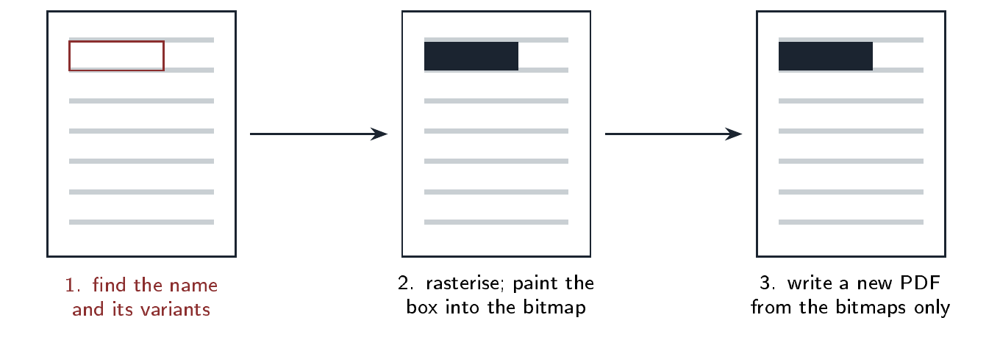 1. find the name
and its variants
2. rasterise; paint the
box into the bitmap
3. write a new PDF
from the bitmaps only